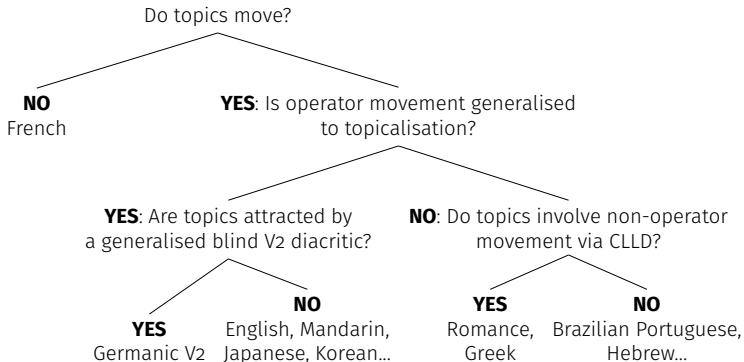 Do topics move?
NO
French
YES: Is operator movement generalised
to topicalisation?
YES: Are topics attracted by
a generalised blind V2 diacritic?
NO: Do topics involve non-operator
movement via CLLD?
YES
Germanic V2
NO
English, Mandarin,
Japanese, Korean...
YES
Romance,
Greek
NO
Brazilian Portuguese,
Hebrew...